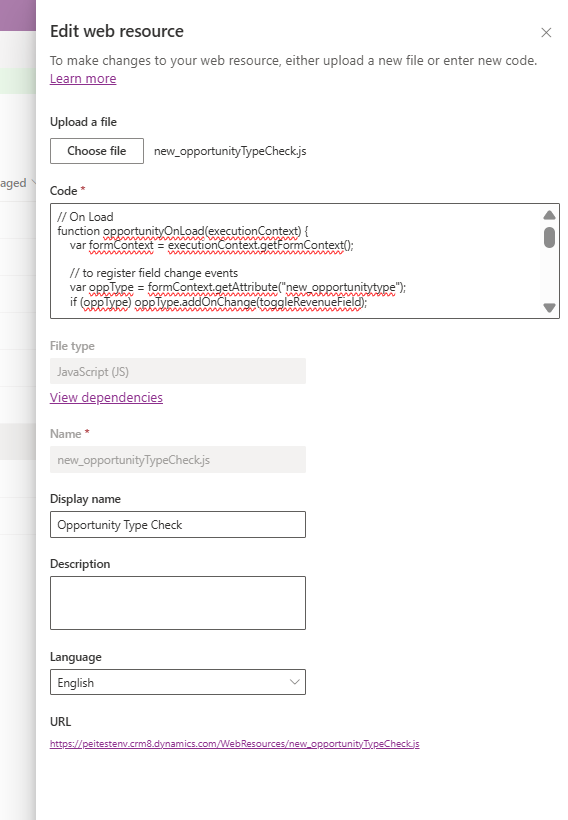 Edit web resource
To make changes to your web resource, either upload a new file or enter new code.
Learn more
Upload a file
Choose file new_opportunityTypeCheck.js
aged
Code *
// On Load
function opportunityOnLoad(executionContext) {
    var formContext = executionContext.getFormContext();

    // to register field change events
    var oppType = formContext.getAttribute("new_opportunitytype");
    if (oppType) oppType.addOnChange(toggleRevenueField);
File type
JavaScript (JS)
View dependencies
Name *
new_opportunityTypeCheck.js
Display name
Opportunity Type Check
Description
Language
English
URL
https://peitestenv.crm8.dynamics.com/WebResources/new_opportunityTypeCheck.js